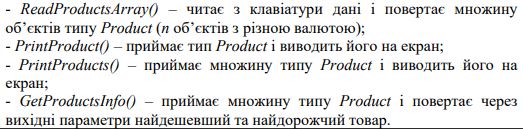 - ReadProductsArray() – читає з клавіатури дані і повертає множину
об’єктів типу Product (n об’єктів з різною валютою);
- PrintProduct() – приймає тип Product і виводить його на екран;
- PrintProducts() – приймає множину типу Product і виводить його на
екран;
- GetProductsInfo() – приймає множину типу Product і повертає через
вихідні параметри найдешевший та найдорожчий товар.